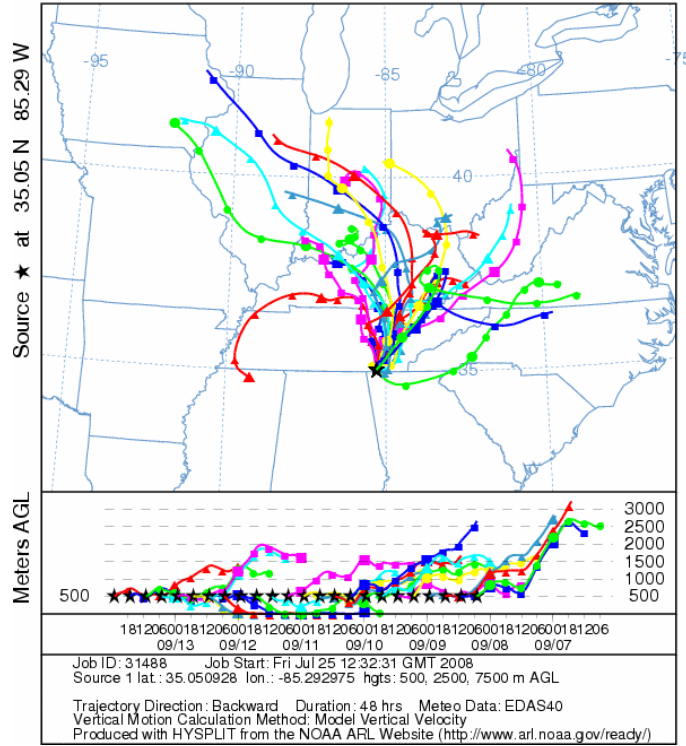 -95
-90
-85
-80
-75
40
35
Source ★ at 35.05 N 85.29 W
Meters AGL
3000
2500
2000
1500
1000
500
500
09/13 09/12 09/11 09/10 09/09 09/08 09/07
Job ID: 31488 Job Start: Fri Jul 25 12:32:31 GMT 2008
Source 1 lat.: 35.050928 lon.: -85.292975 hgts: 500, 2500, 7500 m AGL
Trajectory Direction: Backward Duration: 48 hrs Meteo Data: EDAS40
Vertical Motion Calculation Method: Model Vertical Velocity
Produced with HYSPLIT from the NOAA ARL Website (http://www.arl.noaa.gov/ready/)